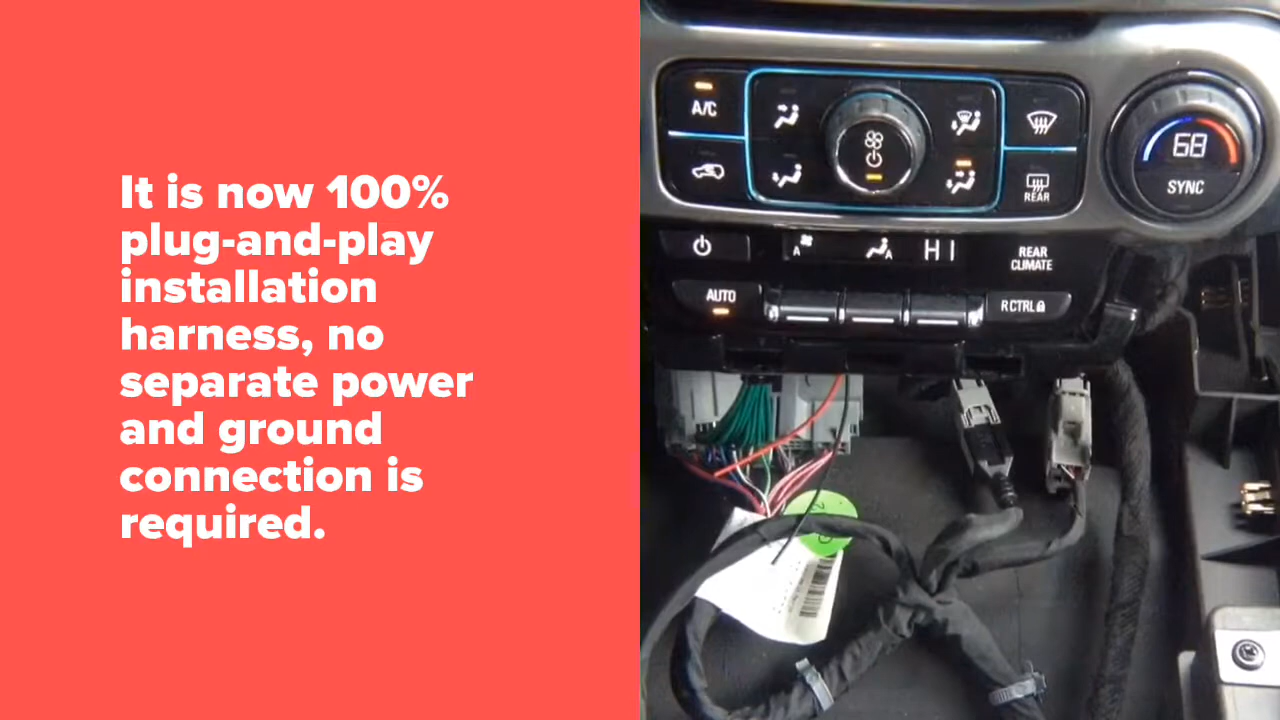 It is now 100%
plug-and-play
installation
harness, no
separate power
and ground
connection is
required.
A/C
REAR
68
SYNC
A
A
HI
REAR
CLIMATE
AUTO
R CTRL